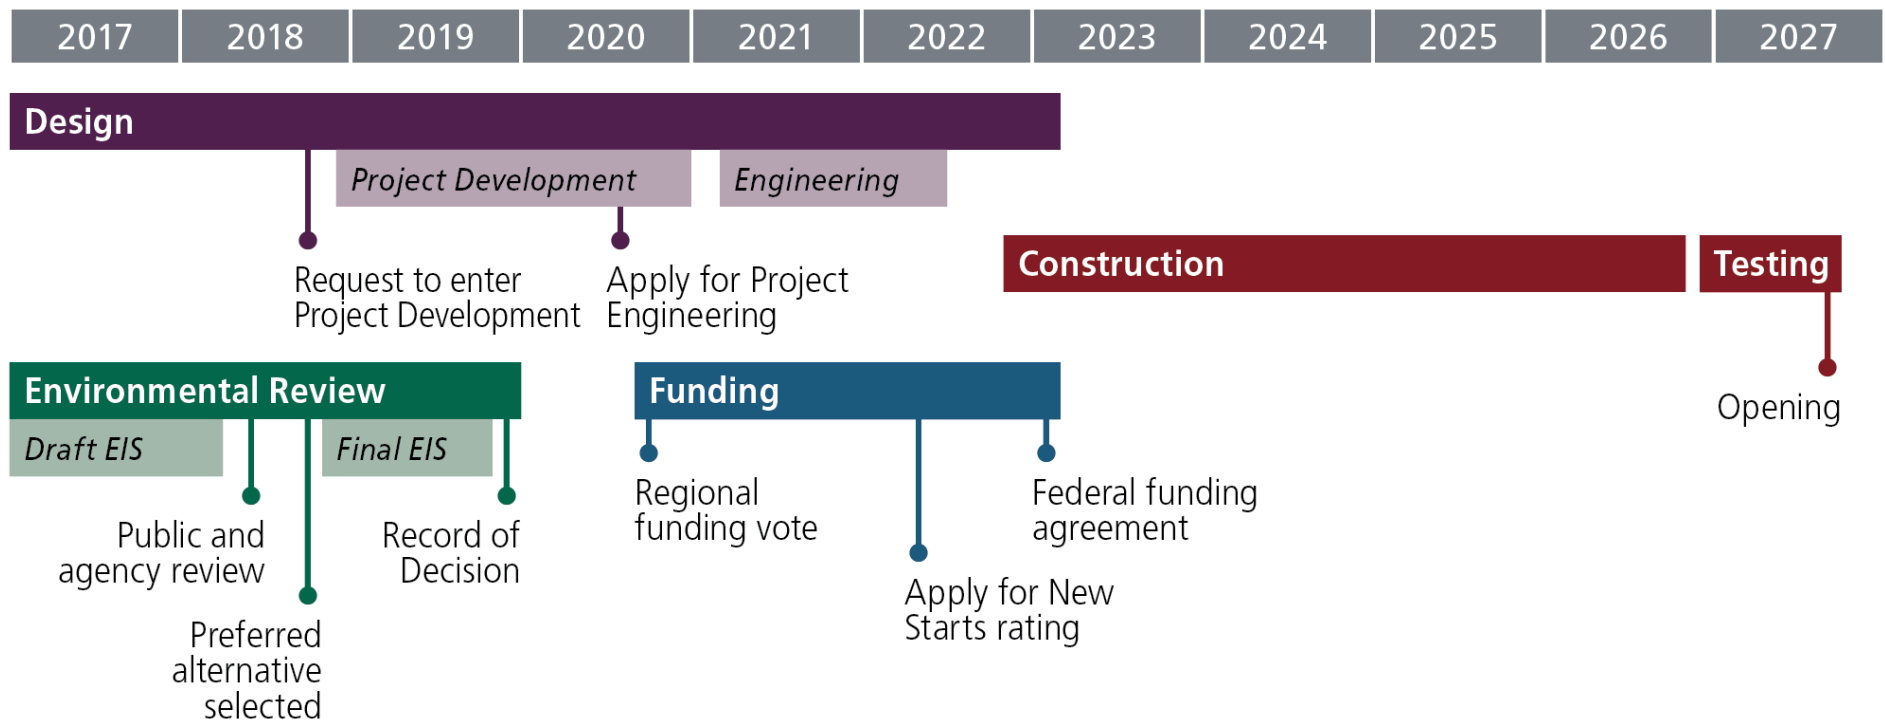 2017 2018 2019 2020 2021 2022 2023 2024 2025 2026 2027
Design
Project Development
Engineering
Request to enter
Project Development
Apply for Project
Engineering
Construction
Testing
Opening
Environmental Review
Draft EIS
Final EIS
Public and
agency review
Preferred
alternative
selected
Record of
Decision
Funding
Regional
funding vote
Apply for New
Starts rating
Federal funding
agreement